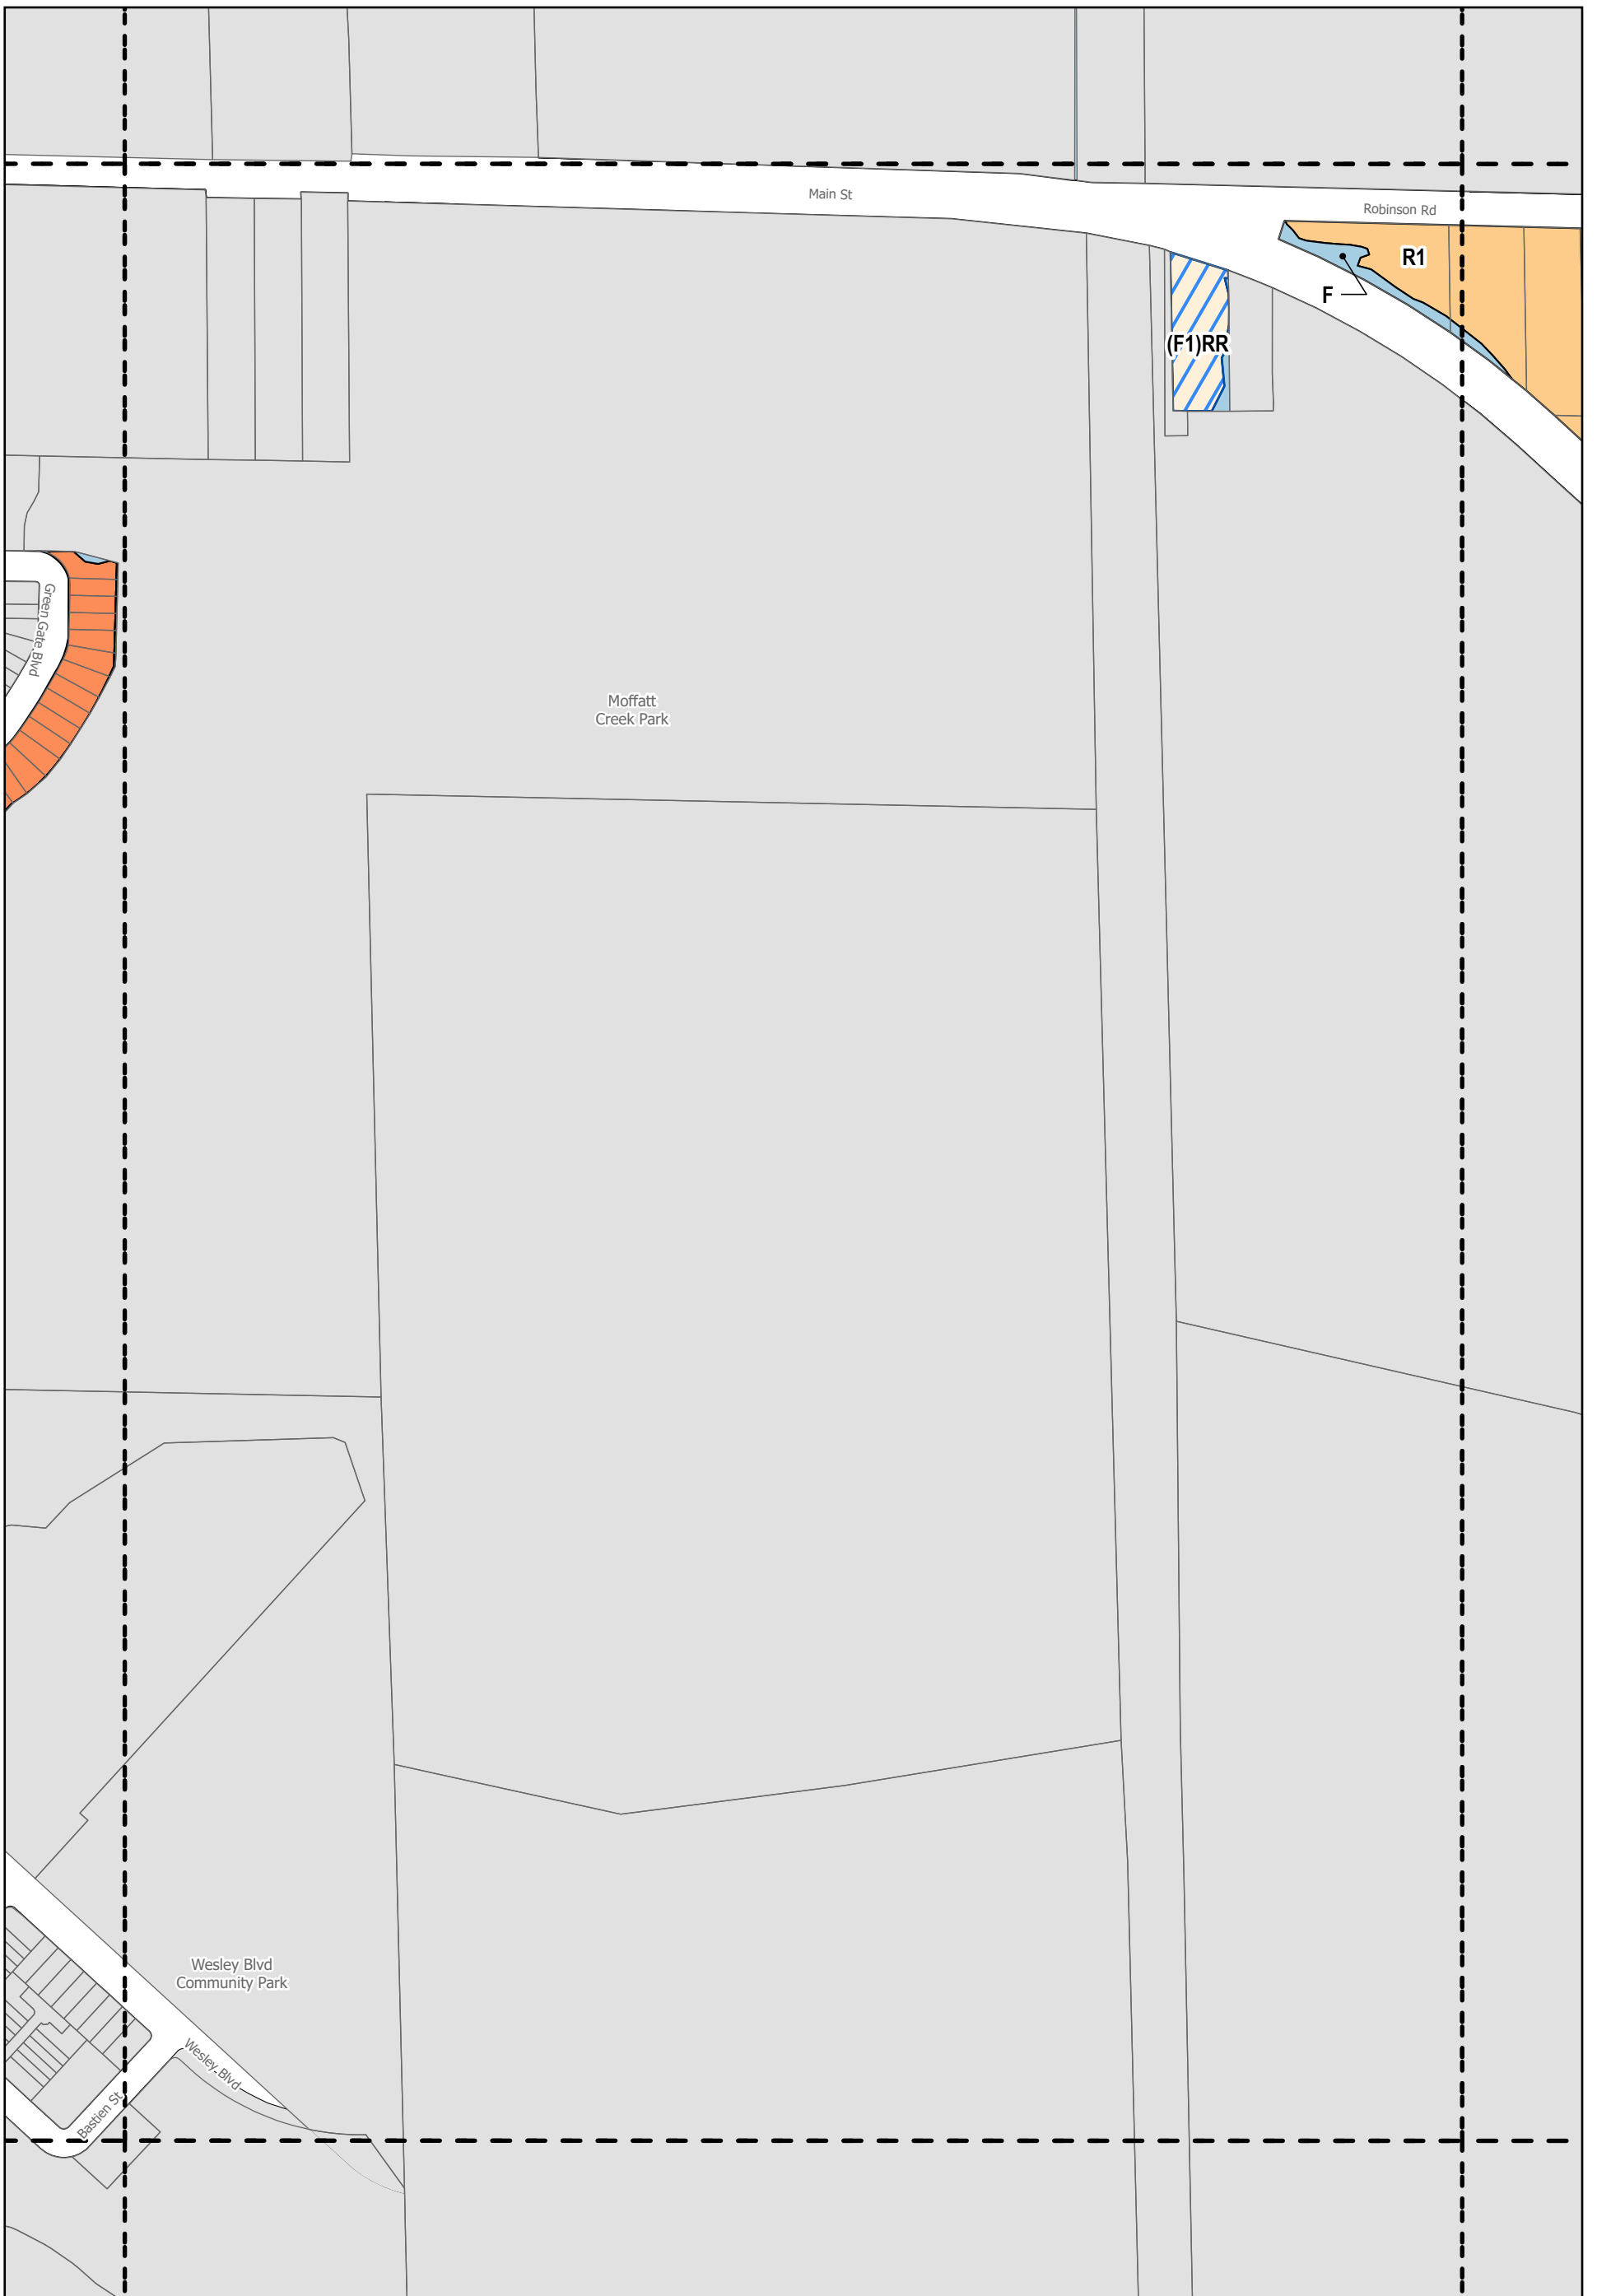 Main St
Robinson Rd
R1
F
(F1)RR
Green Gate Blvd
Moffatt
Creek Park
Wesley Blvd
Community Park
Wesley Blvd
Bastien St